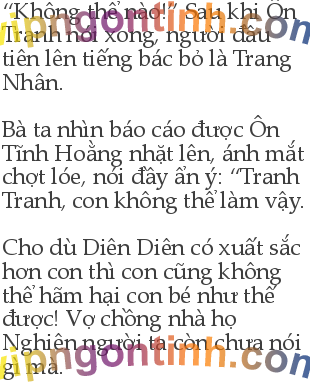 “Không thể nào!” Sau khi Ôn
Tranh nói xong, người đầu
tiên lên tiếng bác bỏ là Trang
Nhân.
Bà ta nhìn báo cáo được Ôn
Tĩnh Hoằng nhặt lên, ánh mắt
chợt lóe, nói đầy ẩn ý: “Tranh
Tranh, con không thể làm vậy.
Cho dù Diên Diên có xuất sắc
hơn con thì con cũng không
thể hãm hại con bé như thế
được! Vợ chồng nhà họ
Nghiên người ta còn chưa nói
gì mà.
vipngontinh.com
vipngontinh.com